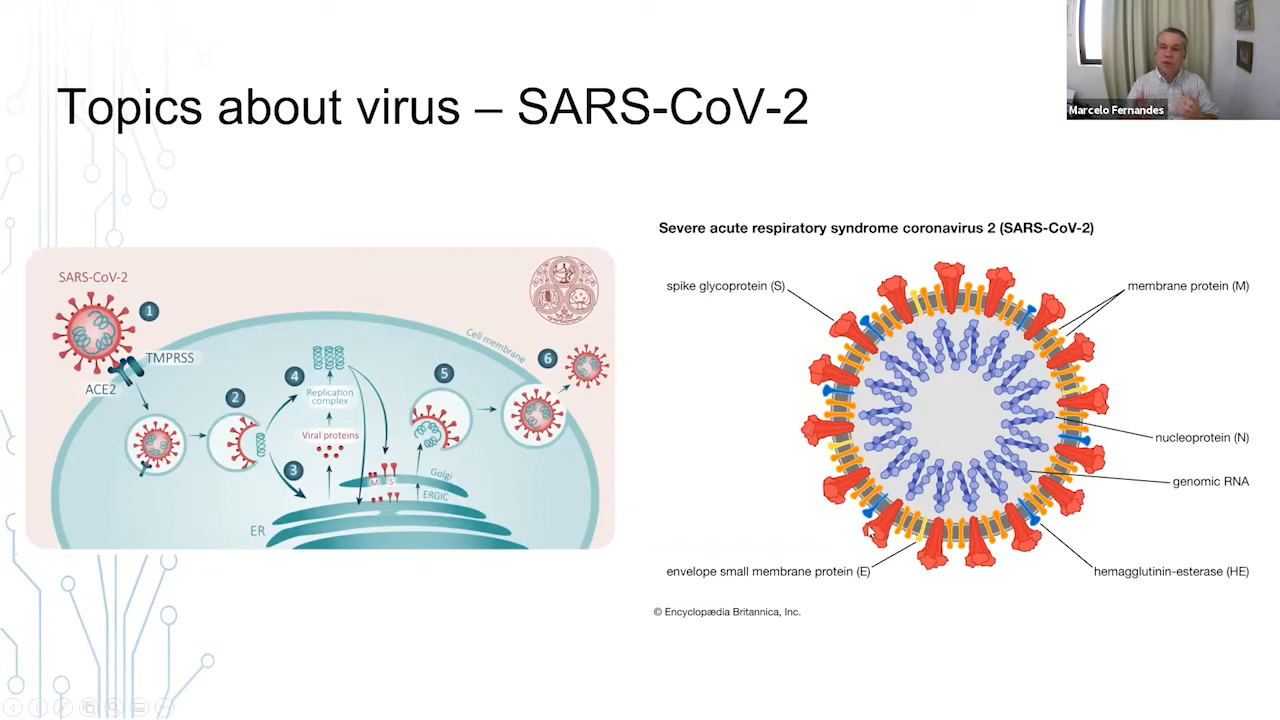 Topics about virus – SARS-CoV-2
Marcelo Fernandes
SARS-CoV-2
1
TMPRSS
ACE2
2
3
4
Replication
complex
Viral proteins
5
6
Cell membrane
M
S
Golgi
ERGIC
ER
Severe acute respiratory syndrome coronavirus 2 (SARS-CoV-2)
spike glycoprotein (S)
membrane protein (M)
nucleoprotein (N)
genomic RNA
envelope small membrane protein (E)
hemagglutinin-esterase (HE)
© Encyclopædia Britannica, Inc.